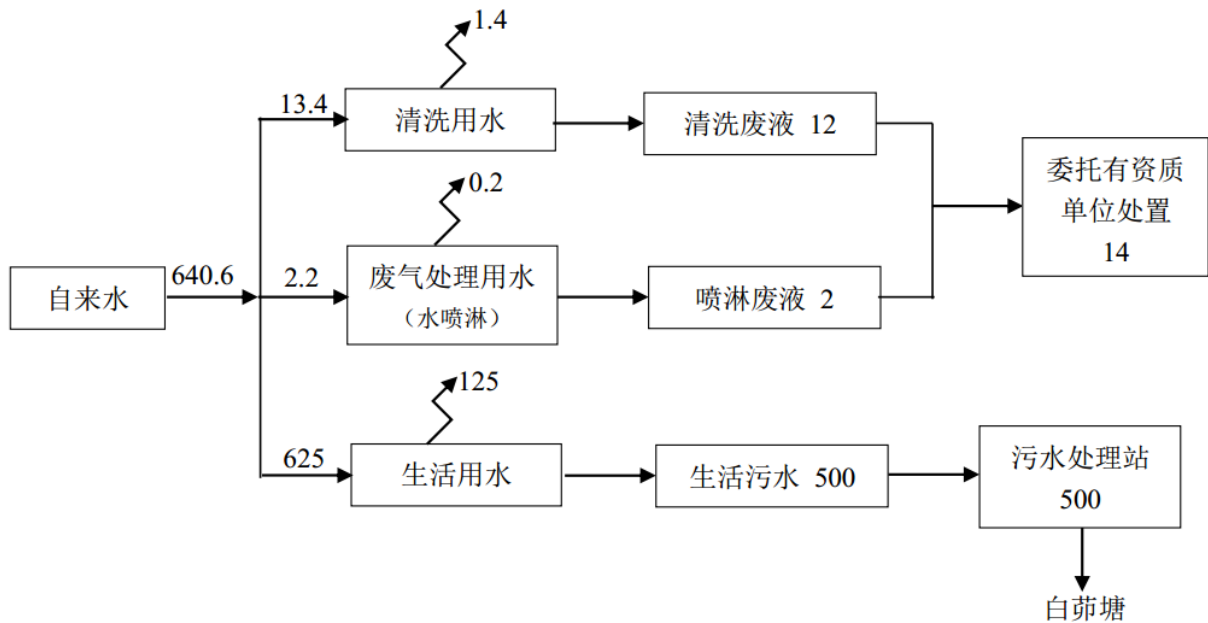 1.4
13.4
清洗用水
清洗废液 12
委托有资质
单位处置
14
0.2
640.6
自来水
2.2
废气处理用水
（水喷淋）
喷淋废液 2
125
625
生活用水
生活污水 500
污水处理站
500
白茆塘